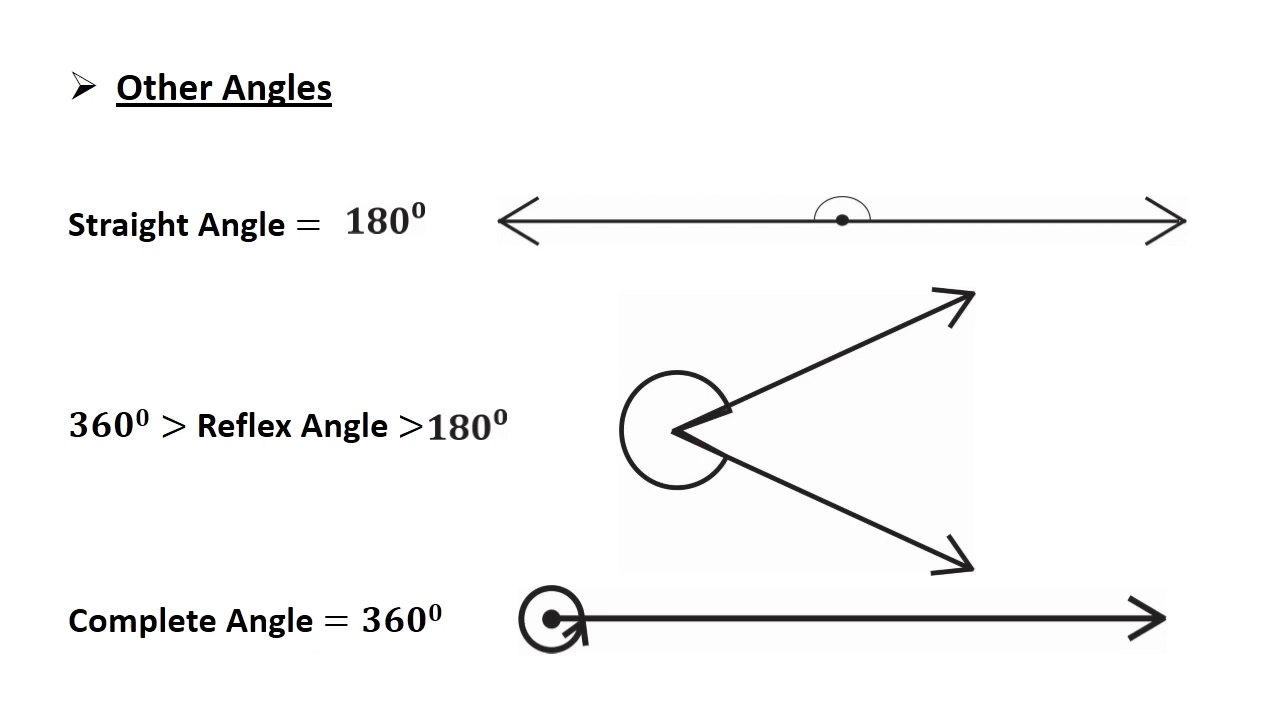 ➢ Other Angles
Straight Angle = 180⁰
360⁰ > Reflex Angle >180⁰
Complete Angle = 360⁰